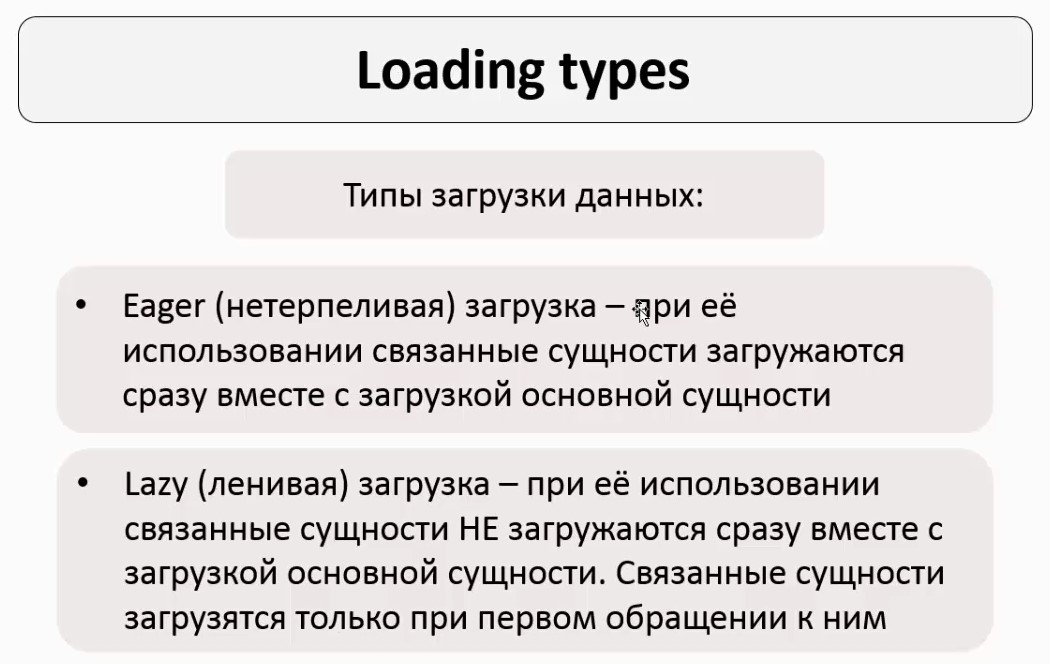 Loading types
Типы загрузки данных:
• Eager (нетерпеливая) загрузка – при её
использовании связанные сущности загружаются
сразу вместе с загрузкой основной сущности
• Lazy (ленивая) загрузка – при её использовании
связанные сущности НЕ загружаются сразу вместе с
загрузкой основной сущности. Связанные сущности
загрузятся только при первом обращении к ним